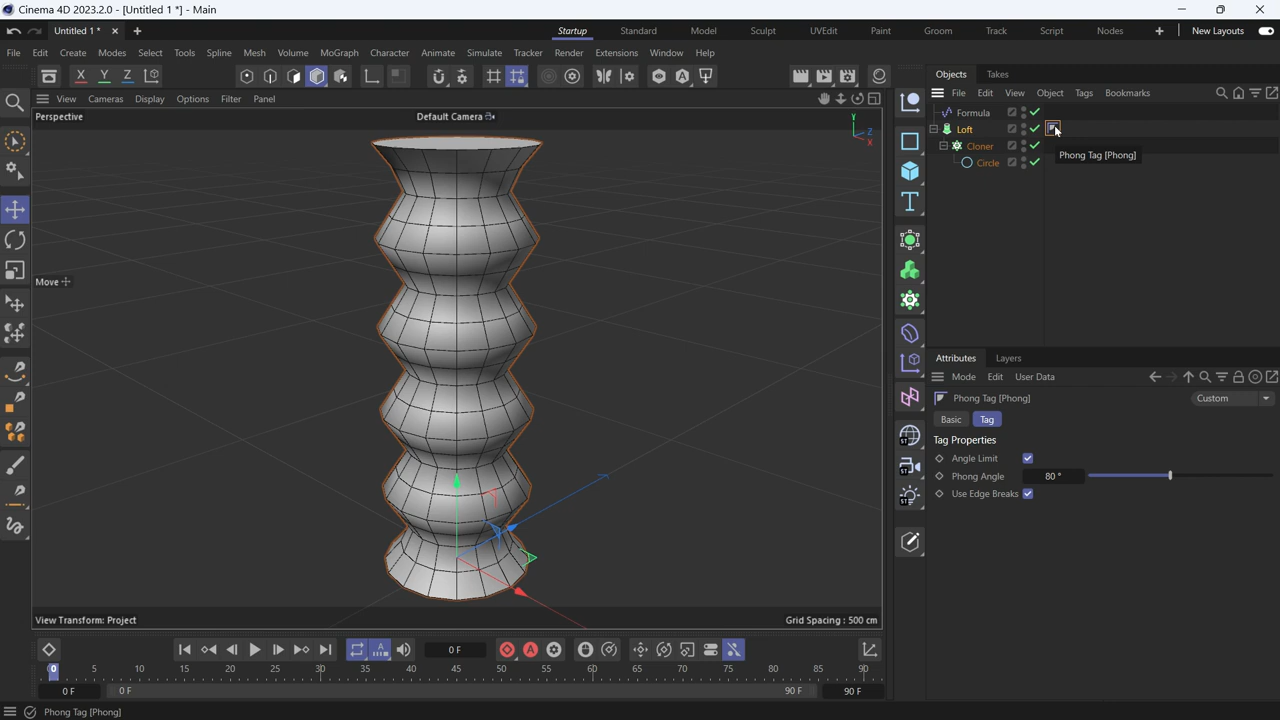 Cinema 4D 2023.2.0 - [Untitled 1 *] - Main
Untitled 1 *
Startup Standard Model Sculpt UVEdit Paint Groom Track Script Nodes New Layouts
File Edit Create Modes Select Tools Spline Mesh Volume MoGraph Character Animate Simulate Tracker Render Extensions Window Help
X Y Z
View Cameras Display Options Filter Panel
Perspective
Default Camera
Y
Z
X
Move
View Transform: Project
Grid Spacing : 500 cm
0 F
0 5 10 15 20 25 30 35 40 45 50 55 60 65 70 75 80 85 90
0 F 0 F 90 F 90 F
Phong Tag [Phong]
Objects Takes
File Edit View Object Tags Bookmarks
Formula
Loft
Cloner
Circle
Phong Tag [Phong]
Attributes Layers
Mode Edit User Data
Phong Tag [Phong] Custom
Basic Tag
Tag Properties
Angle Limit
Phong Angle 80 °
Use Edge Breaks
T
ST
ST
ST